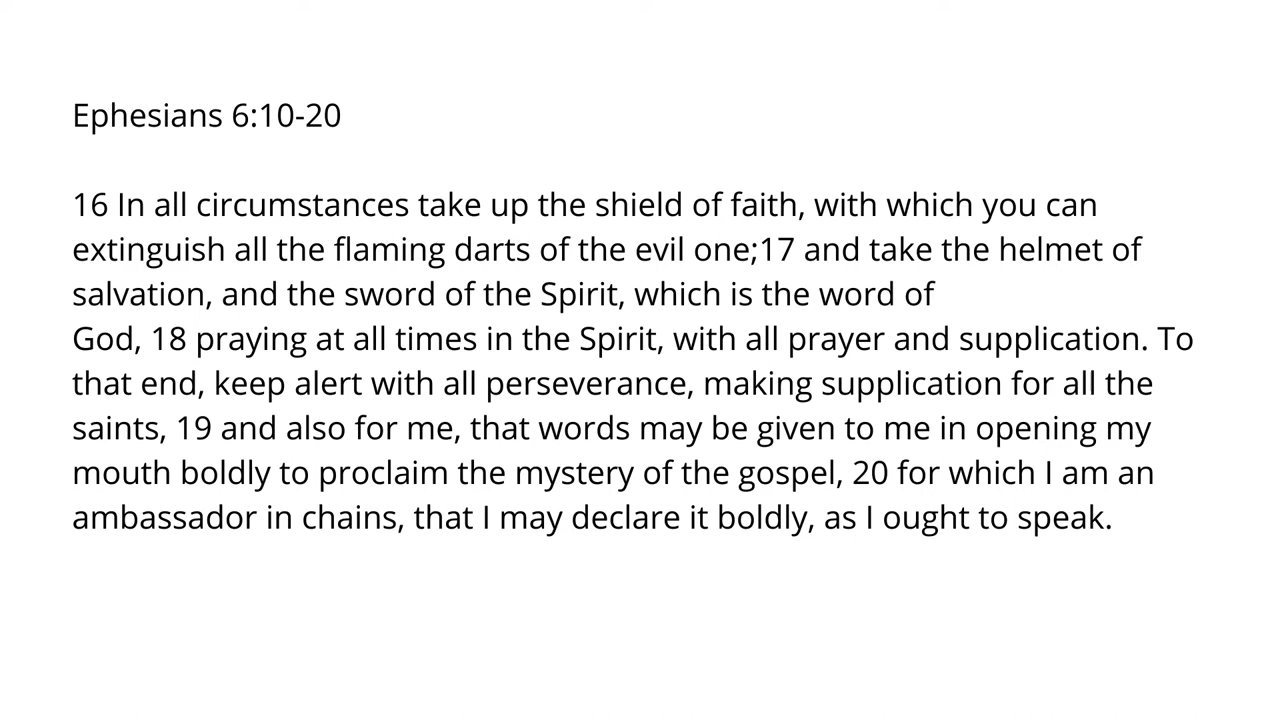 Ephesians 6:10-20
16 In all circumstances take up the shield of faith, with which you can
extinguish all the flaming darts of the evil one;17 and take the helmet of
salvation, and the sword of the Spirit, which is the word of
God, 18 praying at all times in the Spirit, with all prayer and supplication. To
that end, keep alert with all perseverance, making supplication for all the
saints, 19 and also for me, that words may be given to me in opening my
mouth boldly to proclaim the mystery of the gospel, 20 for which I am an
ambassador in chains, that I may declare it boldly, as I ought to speak.